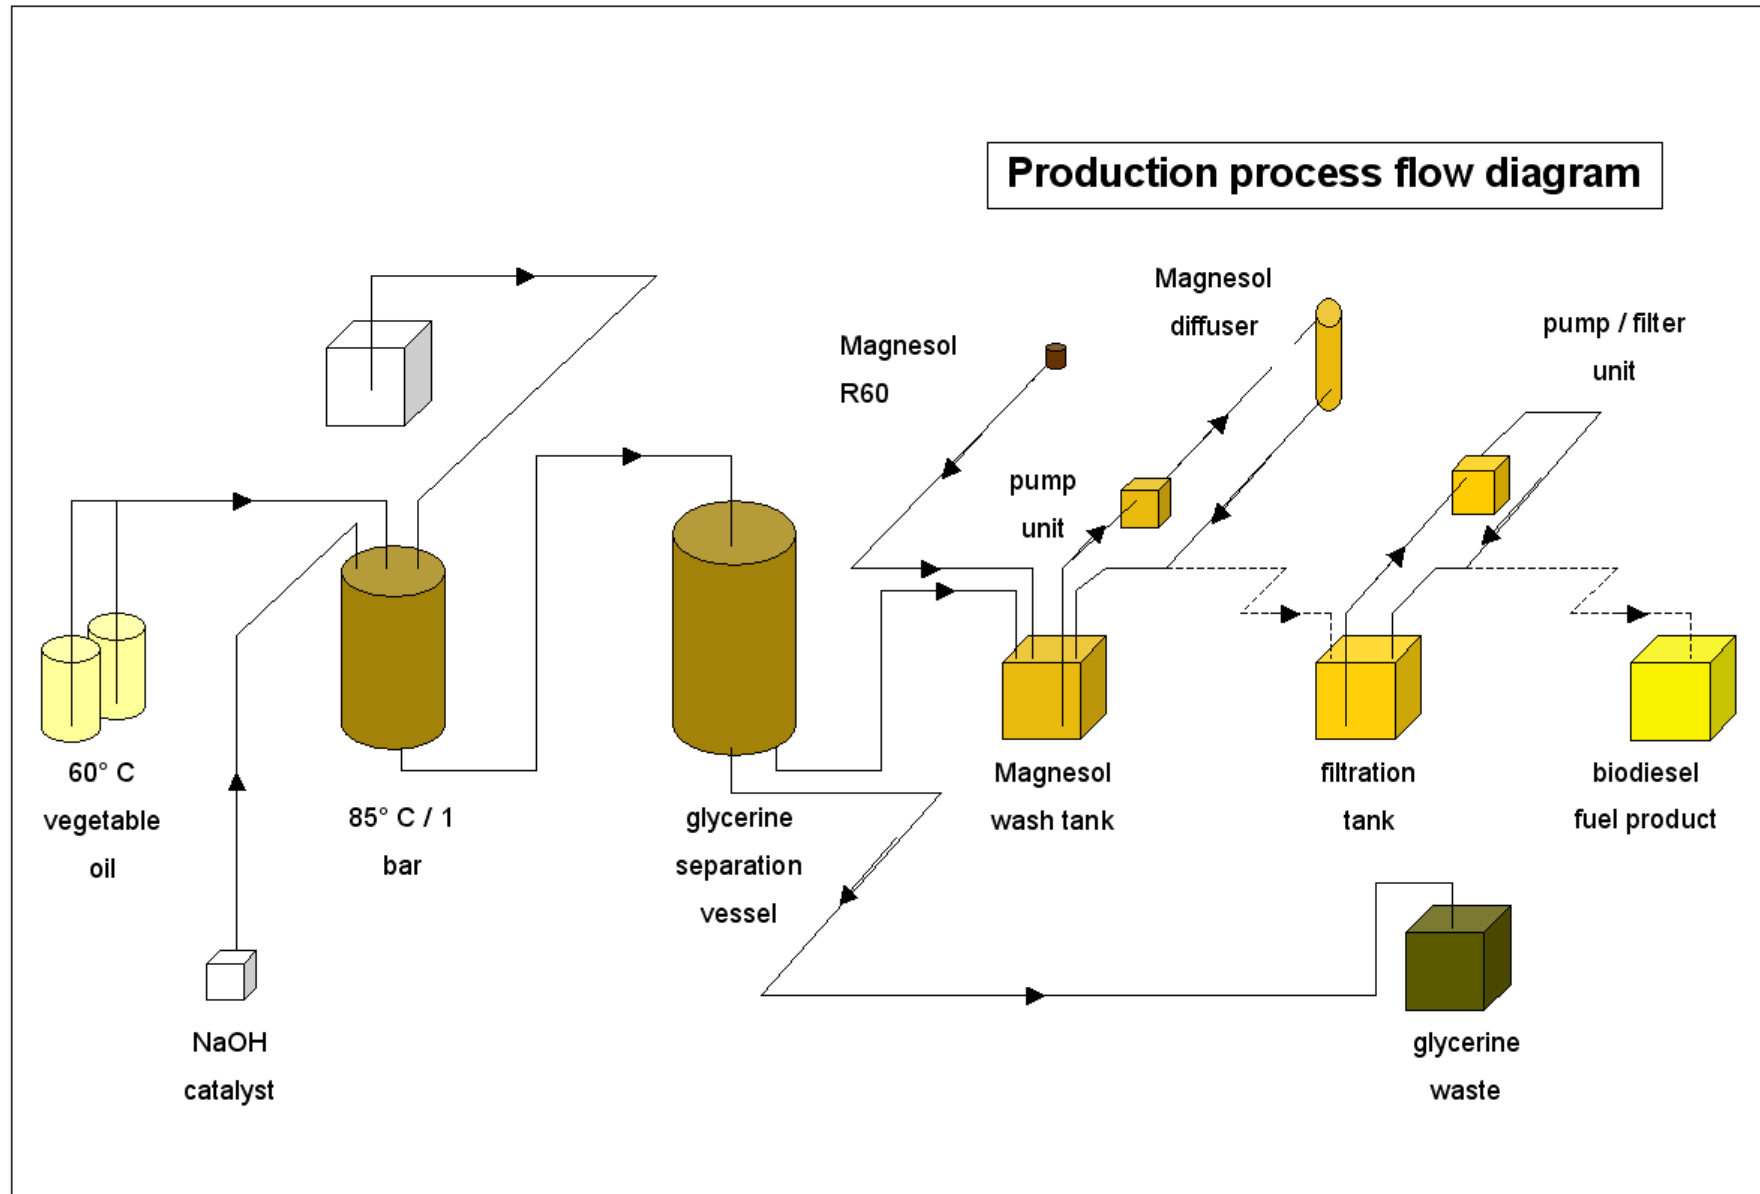 Production process flow diagram
Magnesol
diffuser
pump / filter
unit
Magnesol
R60
pump
unit
60° C
vegetable
oil
85° C / 1
bar
glycerine
separation
vessel
Magnesol
wash tank
filtration
tank
biodiesel
fuel product
NaOH
catalyst
glycerine
waste